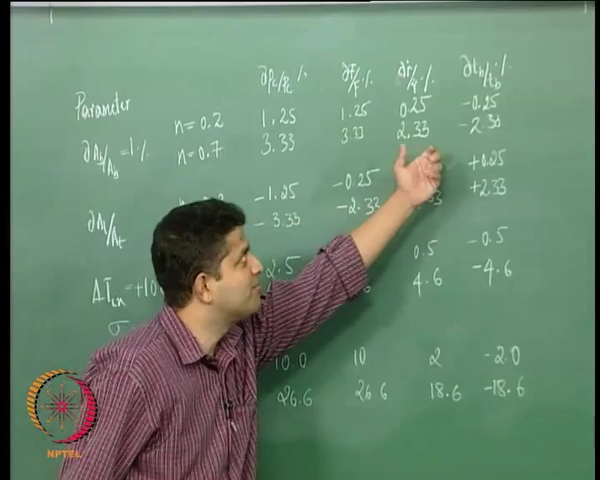 ∂Pc/Pc % ∂F/F % ∂ṙ/ṙ % ∂tb/tb %
Parameter
n=0.2 1.25 1.25 0.25 -0.25
∂Ab/Ab =1% n=0.7 3.33 3.33 2.33 -2.33
-1.25 -0.25 +0.25
∂At/At -3.33 -2.33 33 +2.33
2.5 0.5 -0.5
ΔTin =+10 4.6 -4.6
σ
-10.0 10 2 -2.0
26.6 26.6 18.6 -18.6
NPTEL